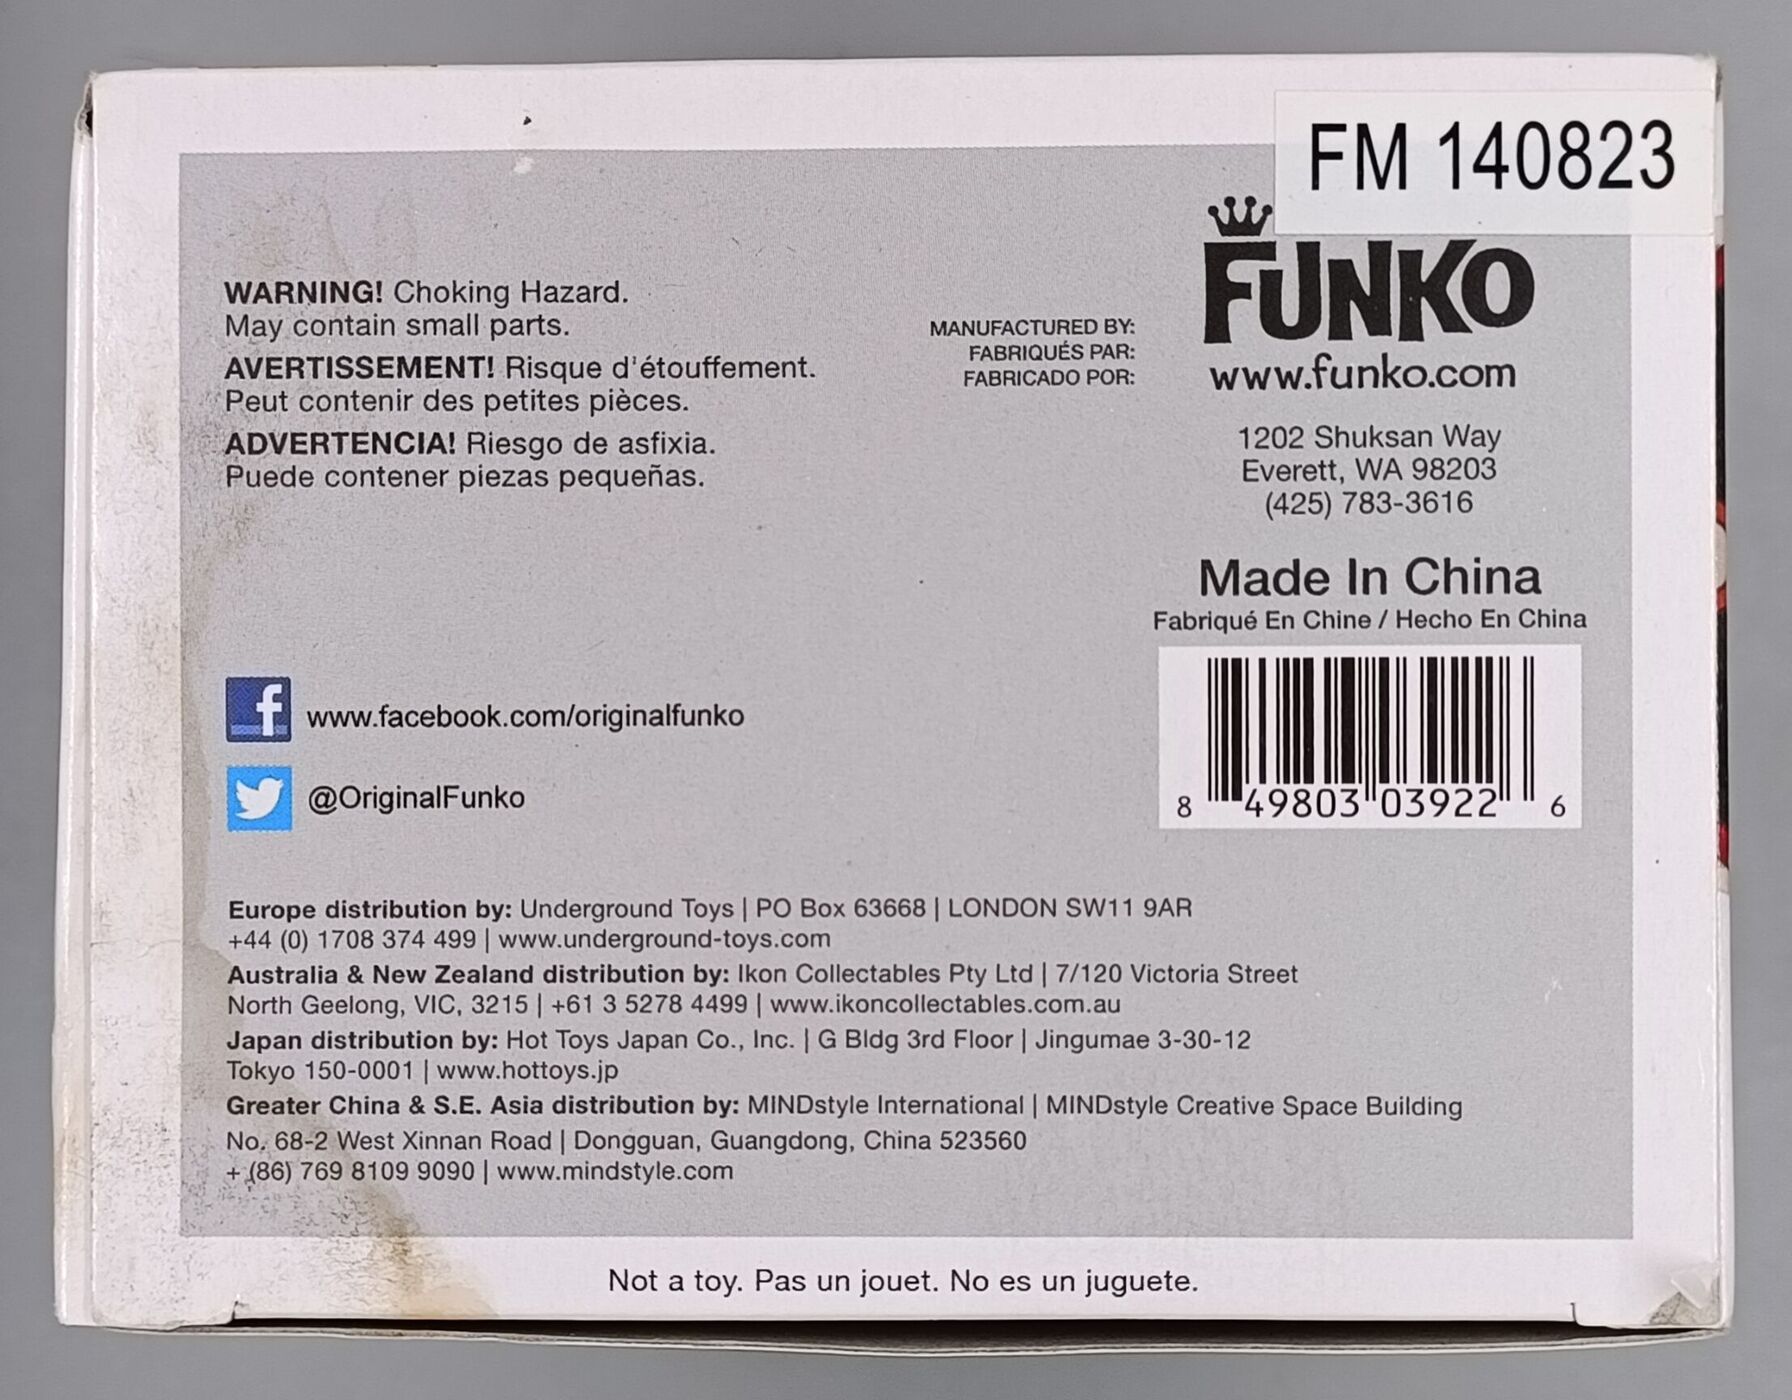 FM 140823
FUNKO
www.funko.com
WARNING! Choking Hazard.
May contain small parts.
AVERTISSEMENT! Risque d'étouffement.
Peut contenir des petites pièces.
ADVERTENCIA! Riesgo de asfixia.
Puede contener piezas pequeñas.
MANUFACTURED BY:
FABRIQUÉS PAR:
FABRICADO POR:
1202 Shuksan Way
Everett, WA 98203
(425) 783-3616
Made In China
Fabriqué En Chine / Hecho En China
8 49803 03922 6
f www.facebook.com/originalfunko
@OriginalFunko
Europe distribution by: Underground Toys | PO Box 63668 | LONDON SW11 9AR
+44 (0) 1708 374 499 | www.underground-toys.com
Australia & New Zealand distribution by: Ikon Collectables Pty Ltd | 7/120 Victoria Street
North Geelong, VIC, 3215 | +61 3 5278 4499 | www.ikoncollectables.com.au
Japan distribution by: Hot Toys Japan Co., Inc. | G Bldg 3rd Floor | Jingumae 3-30-12
Tokyo 150-0001 | www.hottoys.jp
Greater China & S.E. Asia distribution by: MINDstyle International | MINDstyle Creative Space Building
No. 68-2 West Xinnan Road | Dongguan, Guangdong, China 523560
+ (86) 769 8109 9090 | www.mindstyle.com
Not a toy. Pas un jouet. No es un juguete.